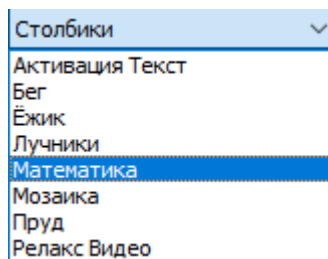 Столбики
Активация Текст
Бег
Ёжик
Лучники
Математика
Мозаика
Пруд
Релакс Видео